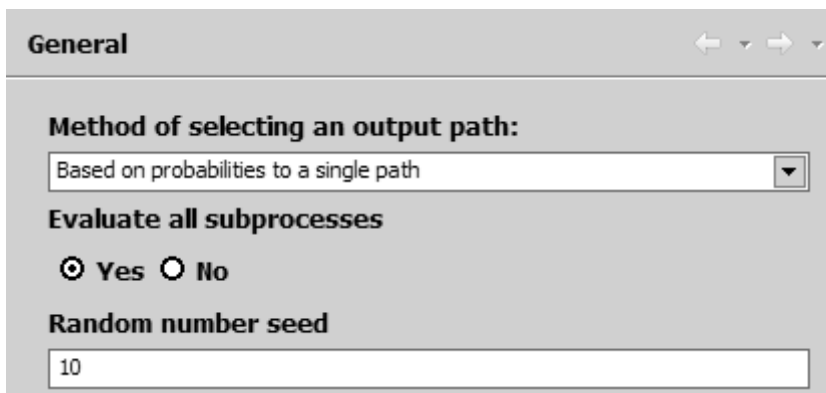 General
Method of selecting an output path:
Based on probabilities to a single path
Evaluate all subprocesses
Yes No
Random number seed
10